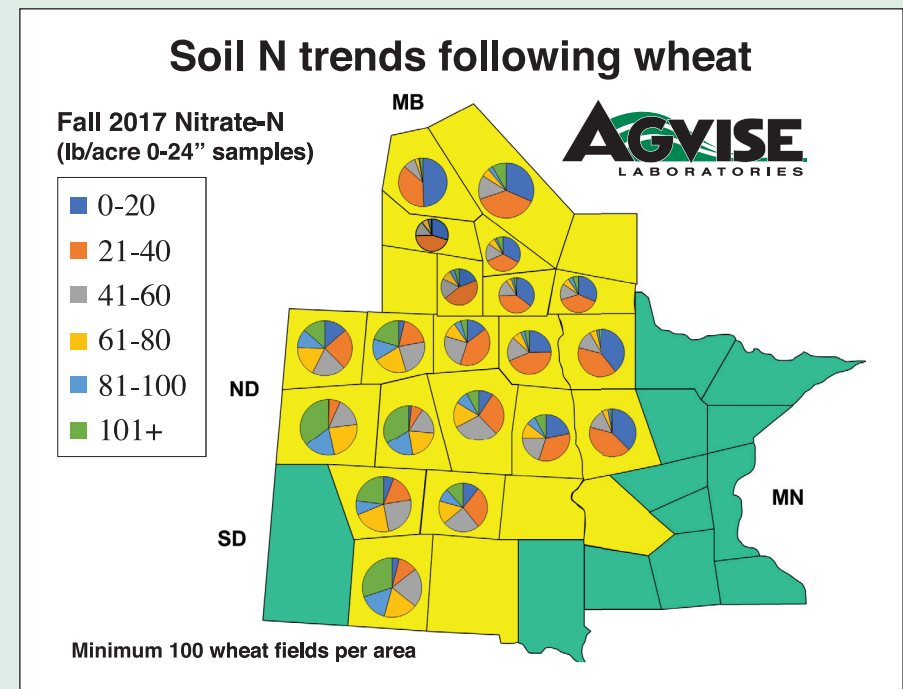 Soil N trends following wheat
MB
Fall 2017 Nitrate-N
(lb/acre 0-24” samples)
AGVISE
LABORATORIES
0-20
21-40
41-60
61-80
81-100
101+
ND
SD
MN
Minimum 100 wheat fields per area